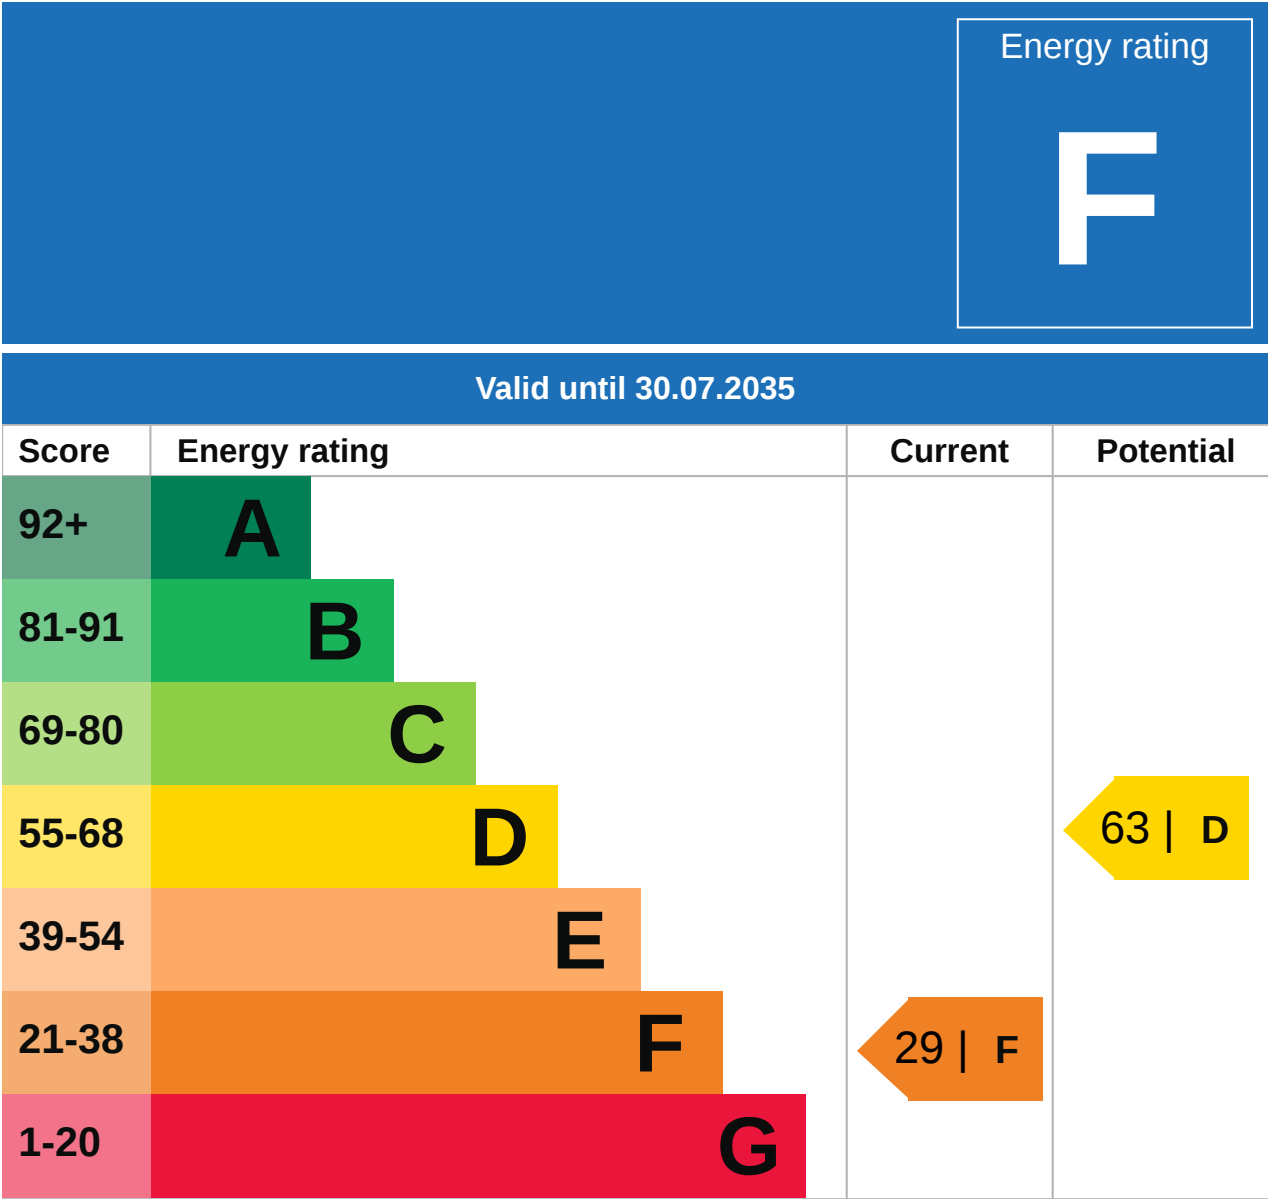 Energy rating
F
Valid until 30.07.2035
Score Energy rating Current Potential
92+ A
81-91 B
69-80 C
55-68 D 63 | D
39-54 E
21-38 F 29 | F
1-20 G